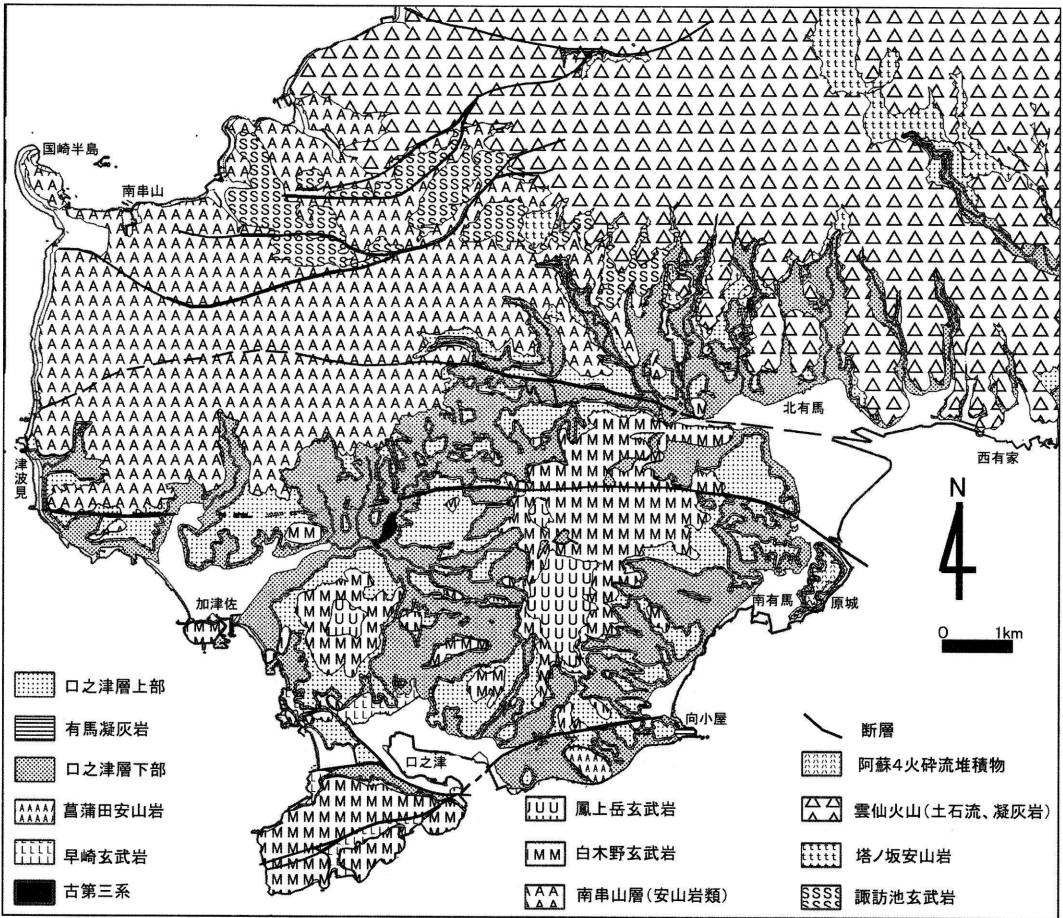 国崎半島
南串山
津波見
加津佐
口之津
向小屋
南有馬
原城
北有馬
西有家
N
0 1km
口之津層上部
有馬凝灰岩
口之津層下部
菖蒲田安山岩
早崎玄武岩
古第三系
鳳上岳玄武岩
白木野玄武岩
南串山層(安山岩類)
断層
阿蘇4火砕流堆積物
雲仙火山(土石流、凝灰岩)
塔ノ坂安山岩
諏訪池玄武岩